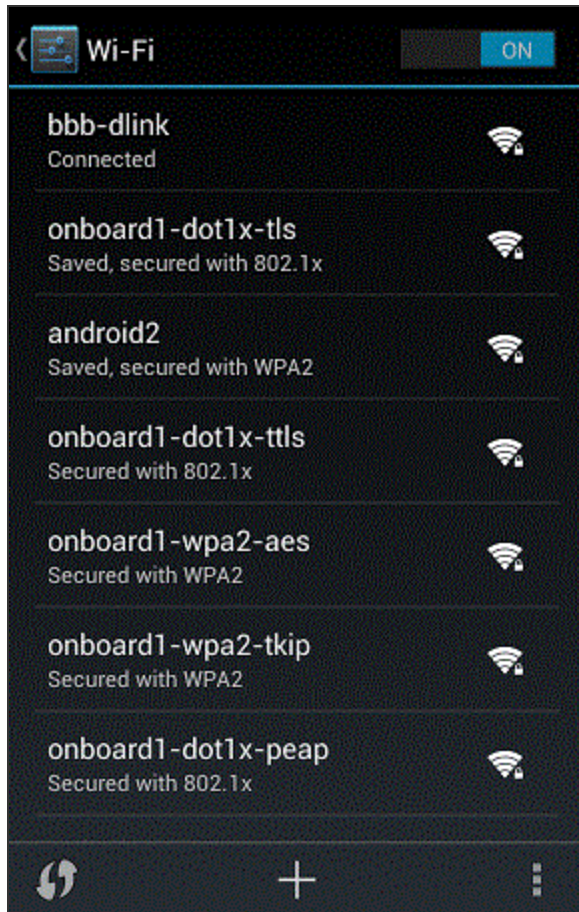 Wi-Fi
ON
bbb-dlink
Connected
onboard1-dot1x-tls
Saved, secured with 802.1x
android2
Saved, secured with WPA2
onboard1-dot1x-ttls
Secured with 802.1x
onboard1-wpa2-aes
Secured with WPA2
onboard1-wpa2-tkip
Secured with WPA2
onboard1-dot1x-peap
Secured with 802.1x